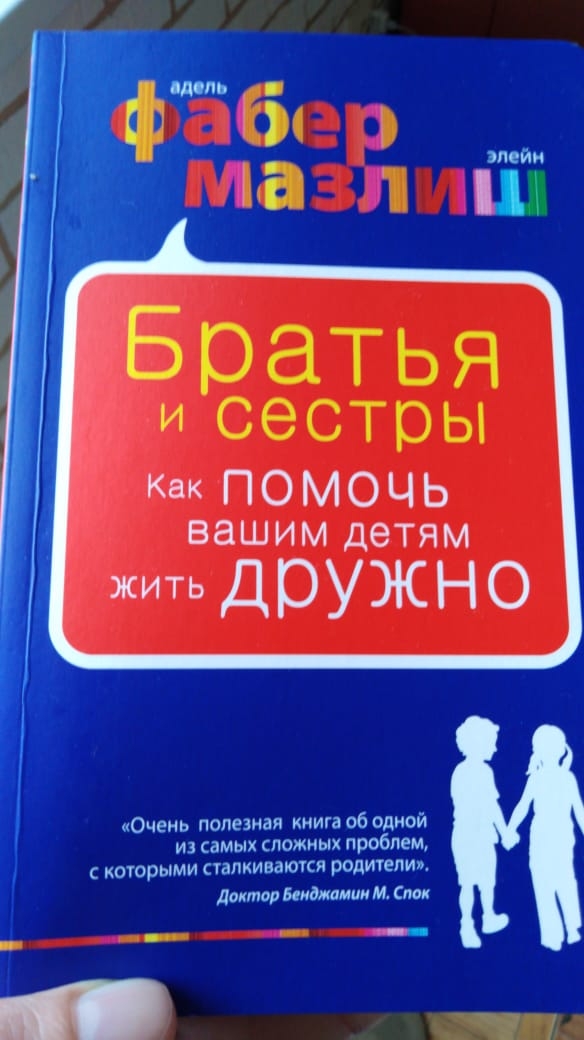 адель
фабер
мазлиш
элейн
Братья
и сестры
Как помочь
вашим детям
жить дружно
«Очень полезная книга об одной
из самых сложных проблем,
с которыми сталкиваются родители».
Доктор Бенджамин М. Спок